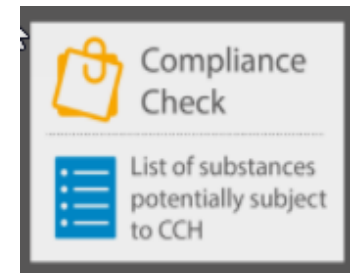 Compliance
Check
List of substances
potentially subject
to CCH